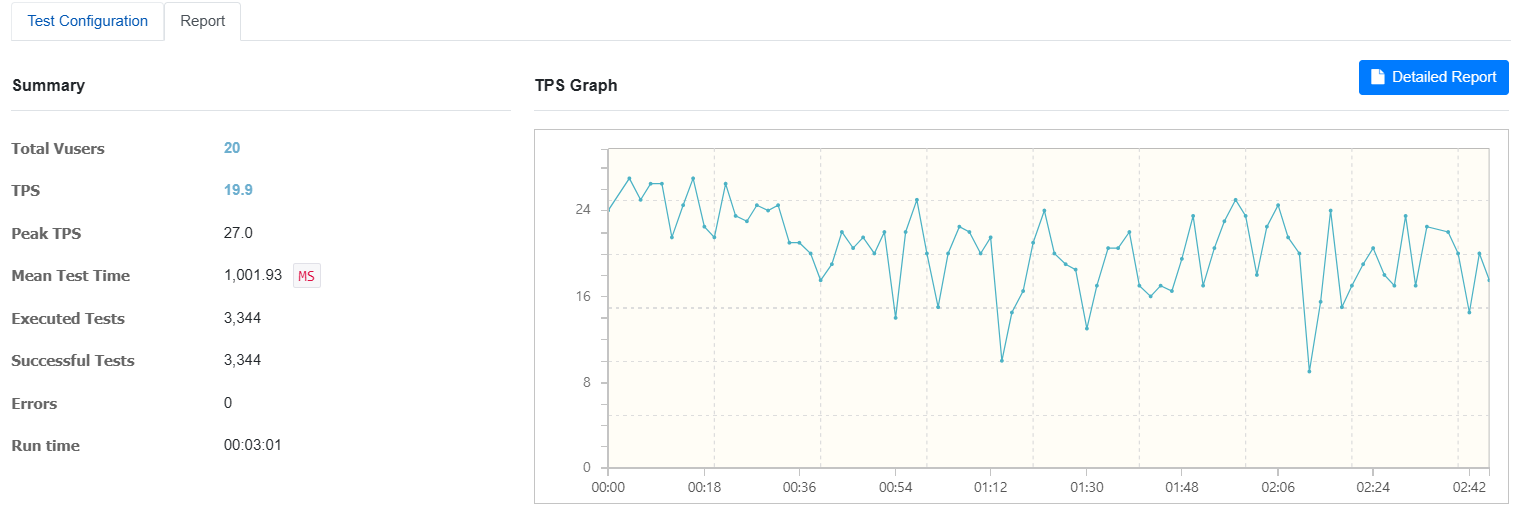 Test Configuration
Report
Summary
Total Vusers 20
TPS 19.9
Peak TPS 27.0
Mean Test Time 1,001.93 MS
Executed Tests 3,344
Successful Tests 3,344
Errors 0
Run time 00:03:01
TPS Graph
Detailed Report
24
16
8
0
00:00 00:18 00:36 00:54 01:12 01:30 01:48 02:06 02:24 02:42